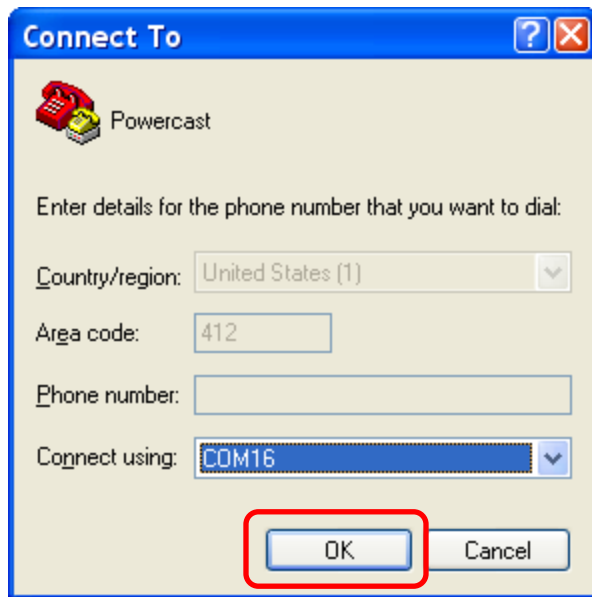 Connect To
Powercast
Enter details for the phone number that you want to dial:
Country/region: United States (1)
Area code: 412
Phone number:
Connect using: COM16
OK Cancel